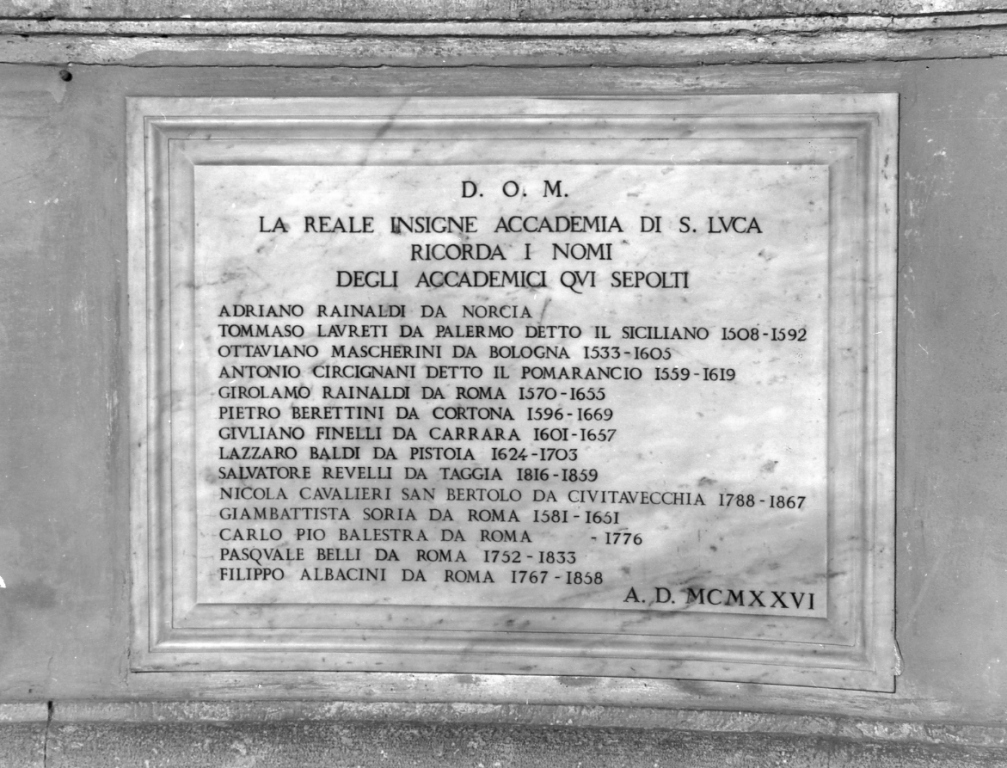 D. O. M.
LA REALE INSIGNE ACCADEMIA DI S. LVCA
RICORDA I NOMI
DEGLI ACCADEMICI QVI SEPOLTI
ADRIANO RAINALDI DA NORCIA
TOMMASO LAVRETI DA PALERMO DETTO IL SICILIANO 1508-1592
OTTAVIANO MASCHERINI DA BOLOGNA 1533-1605
ANTONIO CIRCIGNANI DETTO IL POMARANCIO 1559-1619
GIROLAMO RAINALDI DA ROMA 1570-1655
PIETRO BERETTINI DA CORTONA 1596-1669
GIVLIANO FINELLI DA CARRARA 1601-1657
LAZZARO BALDI DA PISTOIA 1624-1703
SALVATORE REVELLI DA TAGGIA 1816-1859
NICOLA CAVALIERI SAN BERTOLO DA CIVITAVECCHIA 1788-1867
GIAMBATTISTA SORIA DA ROMA 1581-1651
CARLO PIO BALESTRA DA ROMA -1776
PASQVALE BELLI DA ROMA 1752-1833
FILIPPO ALBACINI DA ROMA 1767-1858
A. D. MCMXXVI